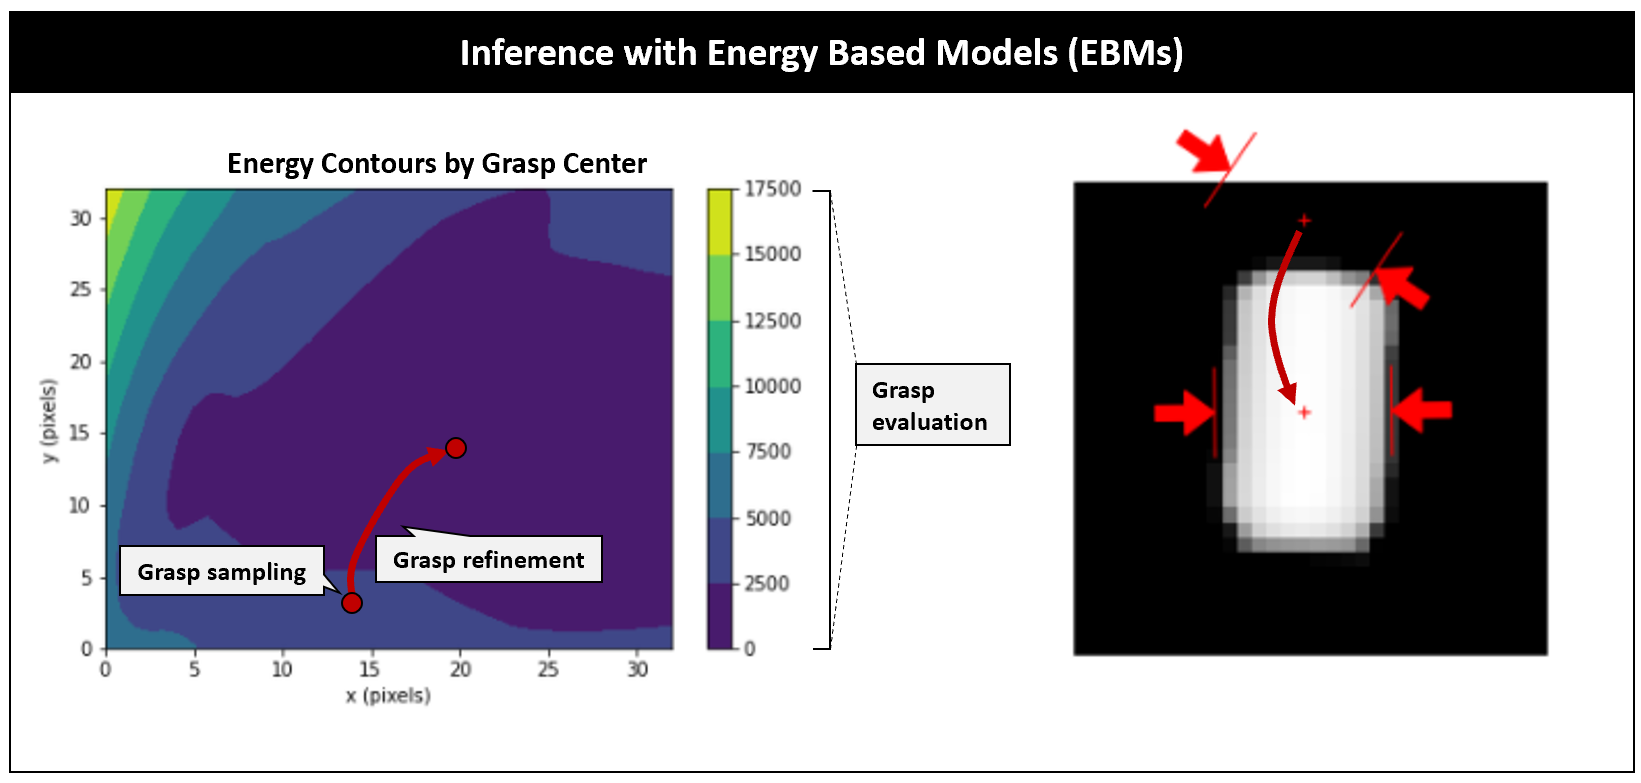 Inference with Energy Based Models (EBMs)
Energy Contours by Grasp Center
30
25
20
15
10
5
0
y (pixels)
0 5 10 15 20 25 30
x (pixels)
17500
15000
12500
10000
7500
5000
2500
0
Grasp sampling
Grasp refinement
Grasp
evaluation